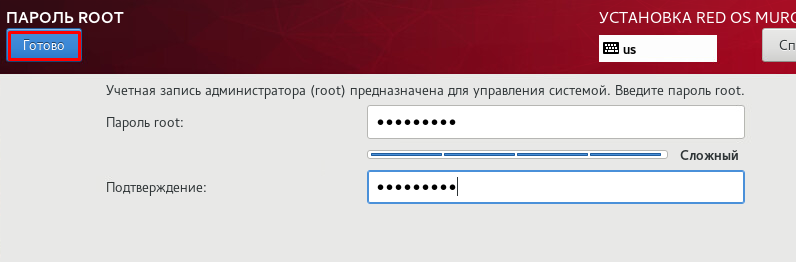 ПАРОЛЬ ROOT
УСТАНОВКА RED OS MURO
Готово
us
Сп
Учетная запись администратора (root) предназначена для управления системой. Введите пароль root.
Пароль root:
●●●●●●●●●
Сложный
Подтверждение:
●●●●●●●●●